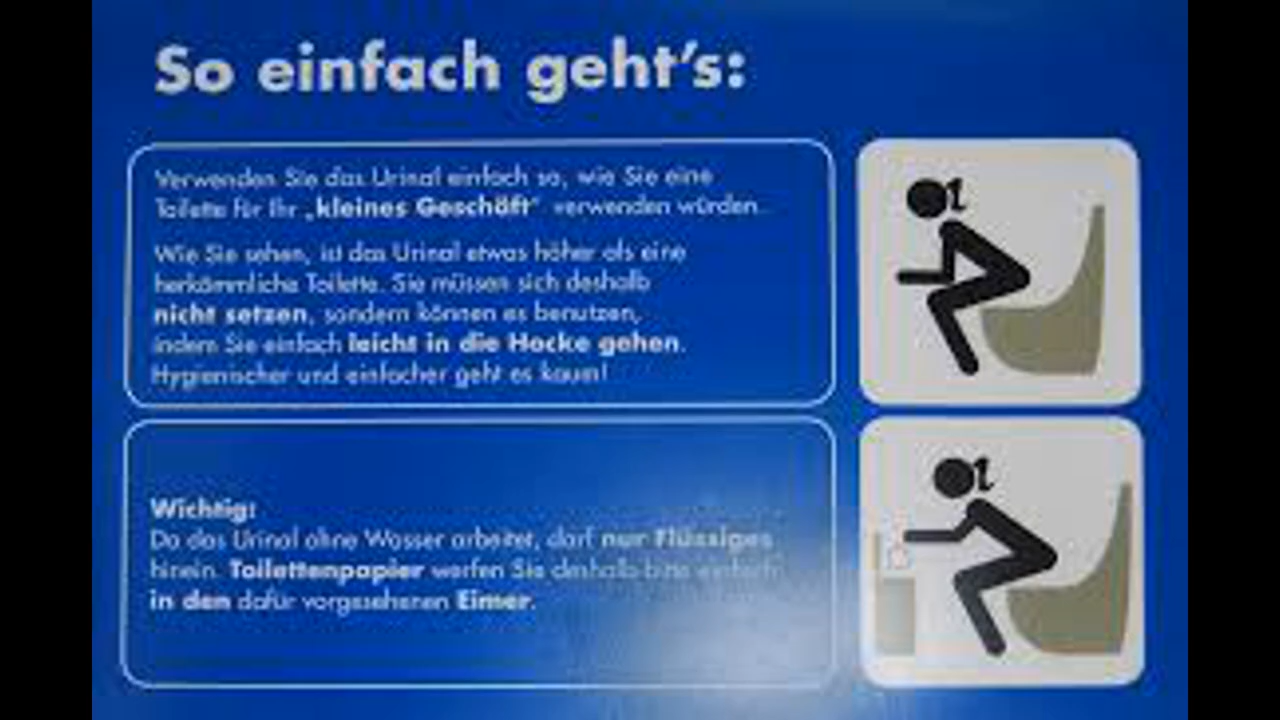 So einfach geht's:
Verwenden Sie das Urinal einfach so, wie Sie eine
Toilette für Ihr „kleines Geschäft“ verwenden würden.
Wie Sie sehen, ist das Urinal etwas höher als eine
herkömmliche Toilette. Sie müssen sich deshalb
nicht setzen, sondern können es benutzen,
indem Sie einfach leicht in die Hocke gehen.
Hygienischer und einfacher geht es kaum!
Wichtig:
Da das Urinal ohne Wasser arbeitet, darf nur Flüssiges
hinein. Toilettenpapier werfen Sie deshalb bitte einfach
in den dafür vorgesehenen Eimer.